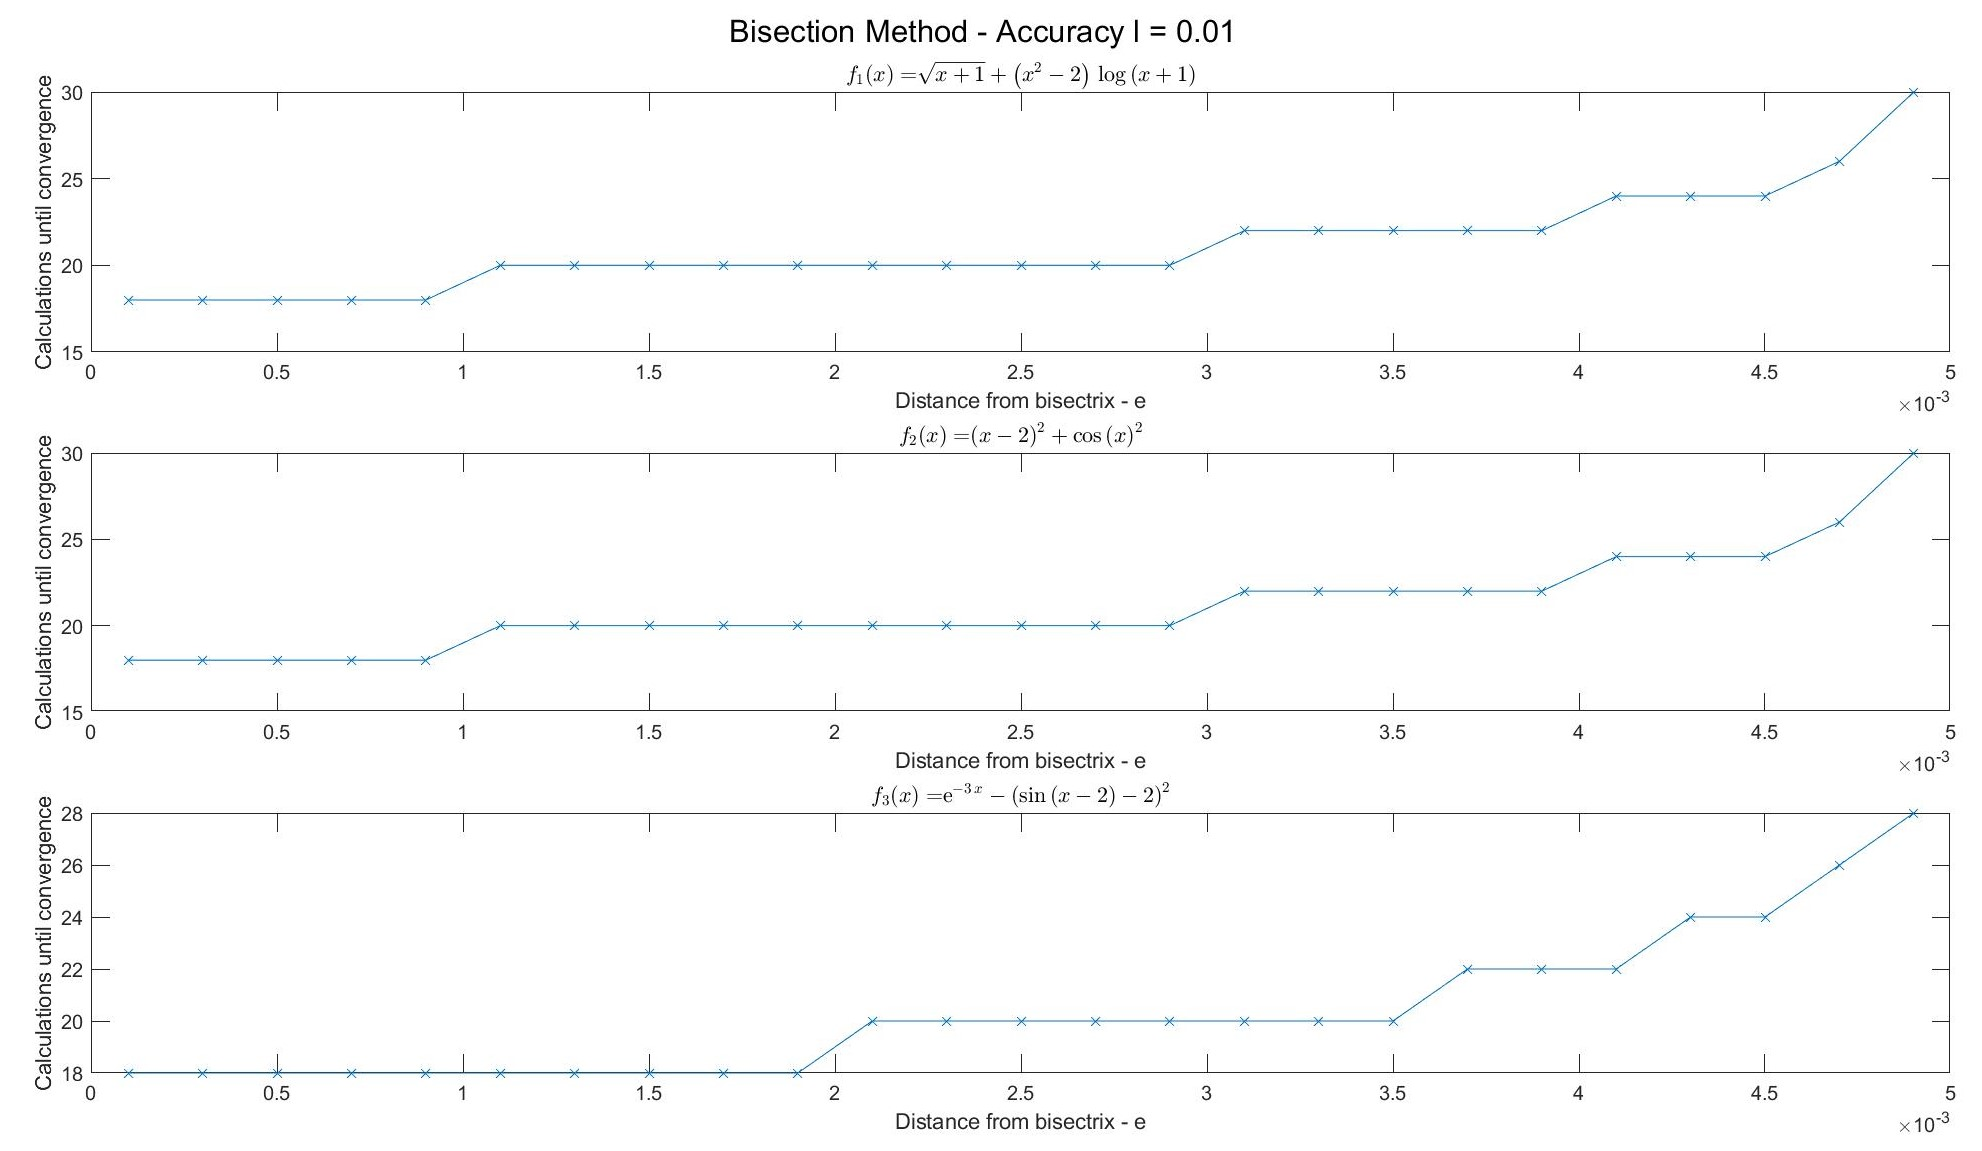 Bisection Method - Accuracy l = 0.01
f₁(x) =√(x + 1) + (x² − 2) log (x + 1)
Calculations until convergence
30
25
20
15
0 0.5 1 1.5 2 2.5 3 3.5 4 4.5 5
Distance from bisectrix - e
×10⁻³
f₂(x) =(x − 2)² + cos (x)²
Calculations until convergence
30
25
20
15
0 0.5 1 1.5 2 2.5 3 3.5 4 4.5 5
Distance from bisectrix - e
×10⁻³
f₃(x) =e⁻³ˣ − (sin (x − 2) − 2)²
Calculations until convergence
28
26
24
22
20
18
0 0.5 1 1.5 2 2.5 3 3.5 4 4.5 5
Distance from bisectrix - e
×10⁻³